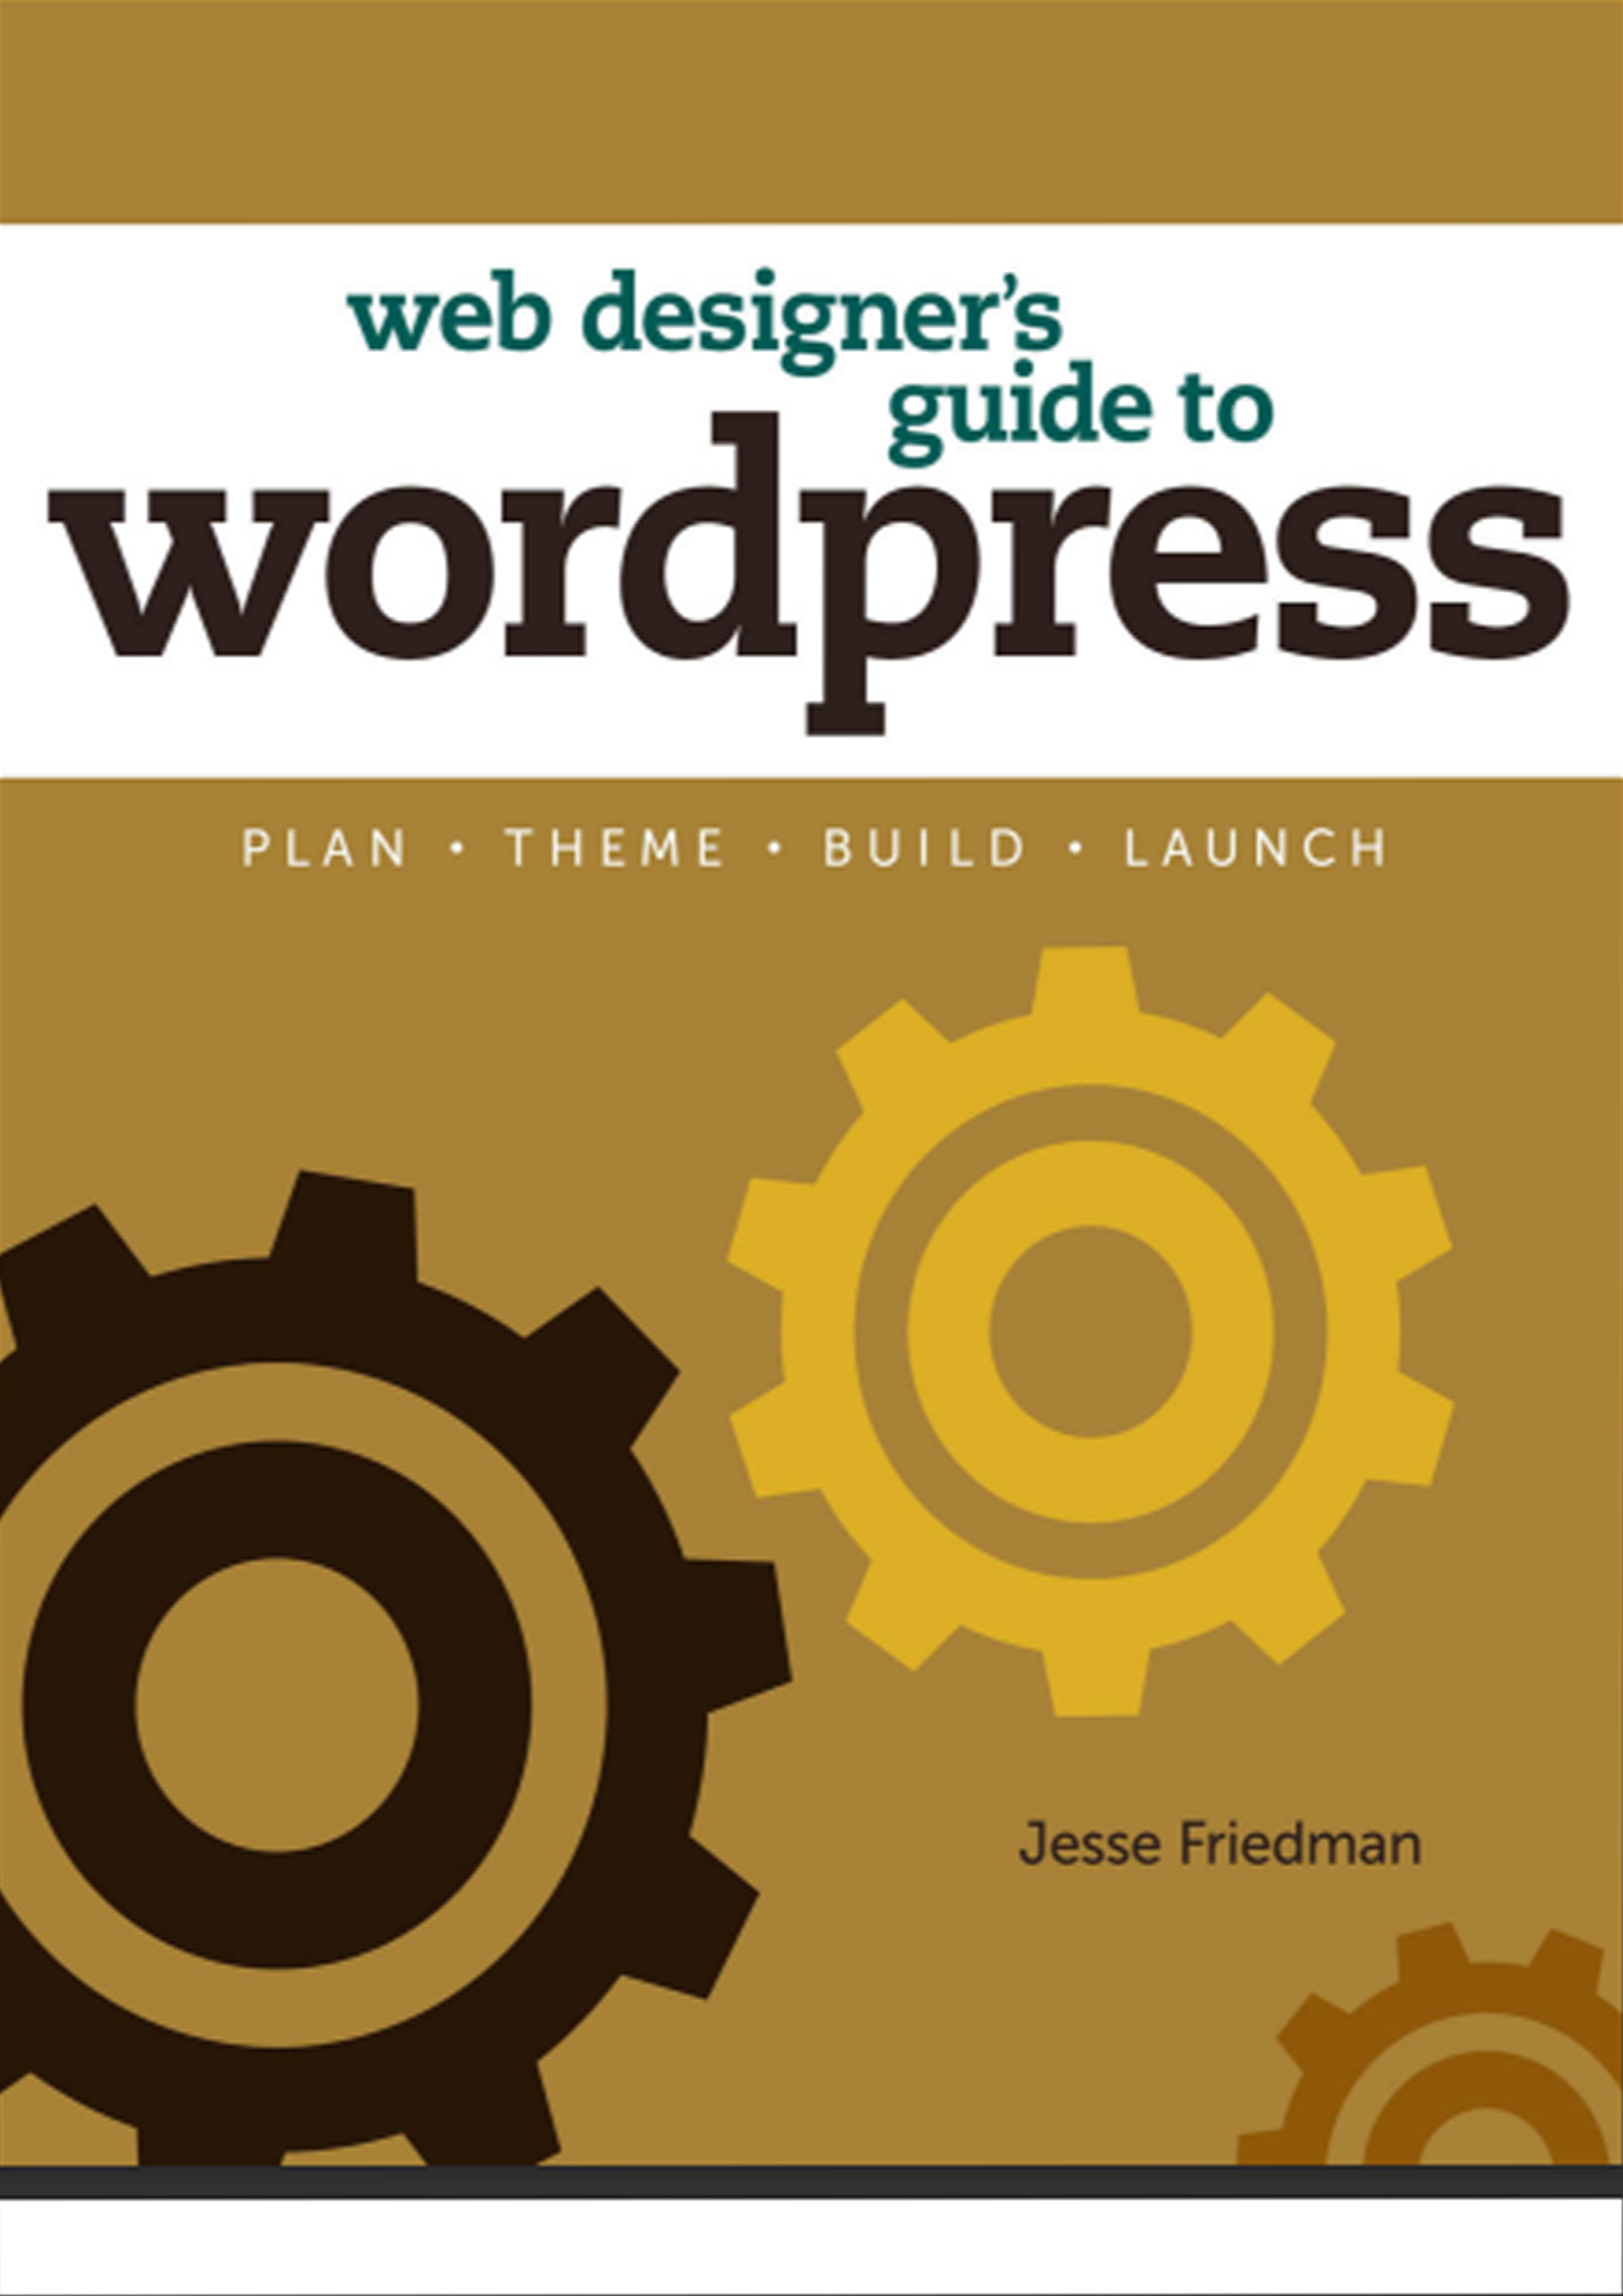 web designer’s
guide to
wordpress
PLAN • THEME • BUILD • LAUNCH
Jesse Friedman